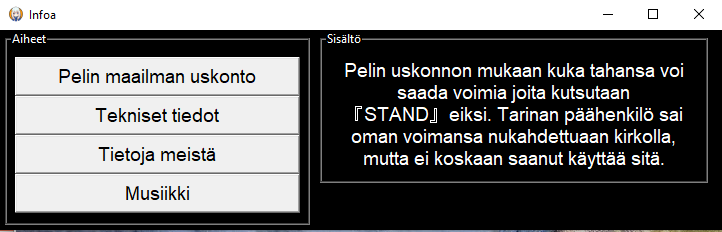 Infoa
Aiheet
Pelin maailman uskonto
Tekniset tiedot
Tietoja meistä
Musiikki
Sisältö
Pelin uskonnon mukaan kuka tahansa voi
saada voimia joita kutsutaan
『STAND』eiksi. Tarinan päähenkilö sai
oman voimansa nukahdettuaan kirkolla,
mutta ei koskaan saanut käyttää sitä.